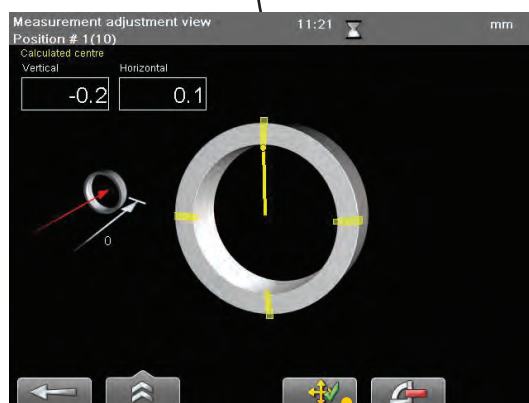 Measurement adjustment view 11:21 mm
Position # 1(10)
Calculated centre
Vertical Horizontal
-0.2 0.1
0